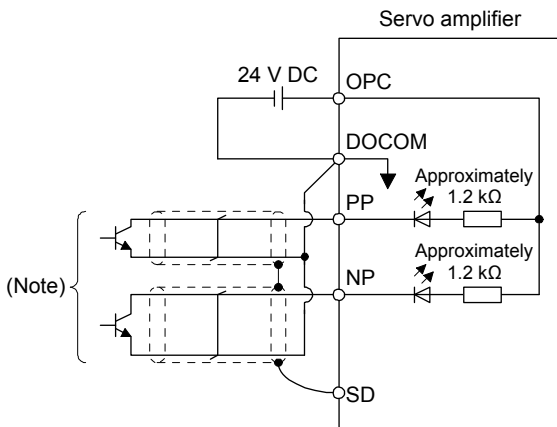 Servo amplifier
24 V DC
OPC
DOCOM
Approximately
1.2 kΩ
PP
Approximately
1.2 kΩ
(Note)
NP
SD